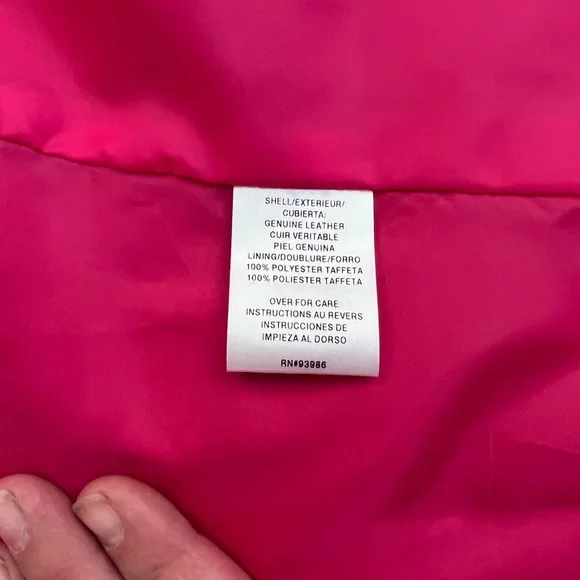 SHELL/EXTERIEUR/
CUBIERTA:
GENUINE LEATHER
CUIR VERITABLE
PIEL GENUINA
LINING/DOUBLURE/FORRO
100% POLYESTER TAFFETA
100% POLIESTER TAFFETA
OVER FOR CARE
INSTRUCTIONS AU REVERS
INSTRUCCIONES DE
IMPIEZA AL DORSO
RN#93986